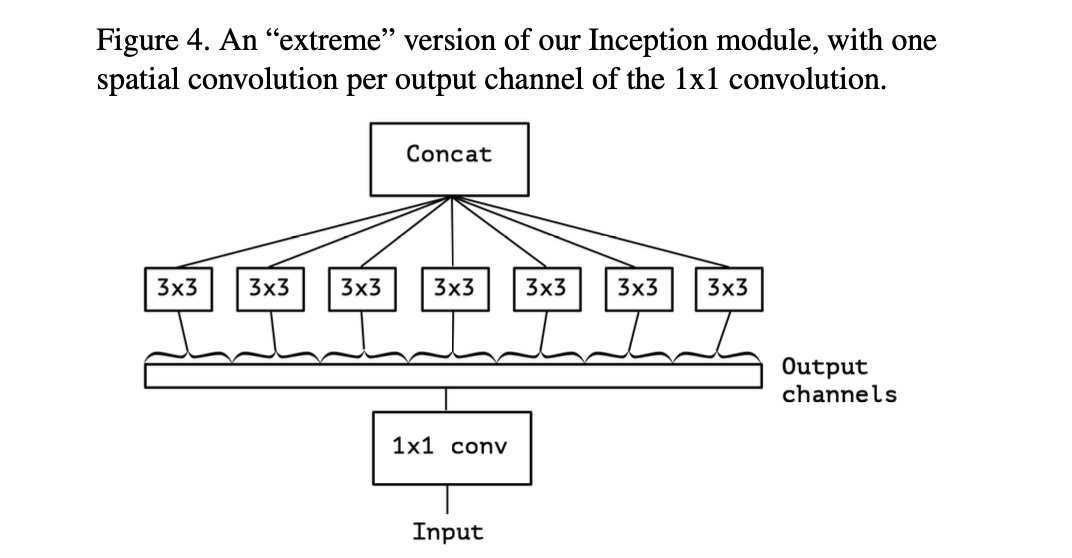 Figure 4. An “extreme” version of our Inception module, with one
spatial convolution per output channel of the 1x1 convolution.
Concat
3x3 3x3 3x3 3x3 3x3 3x3 3x3
Output
channels
1x1 conv
Input